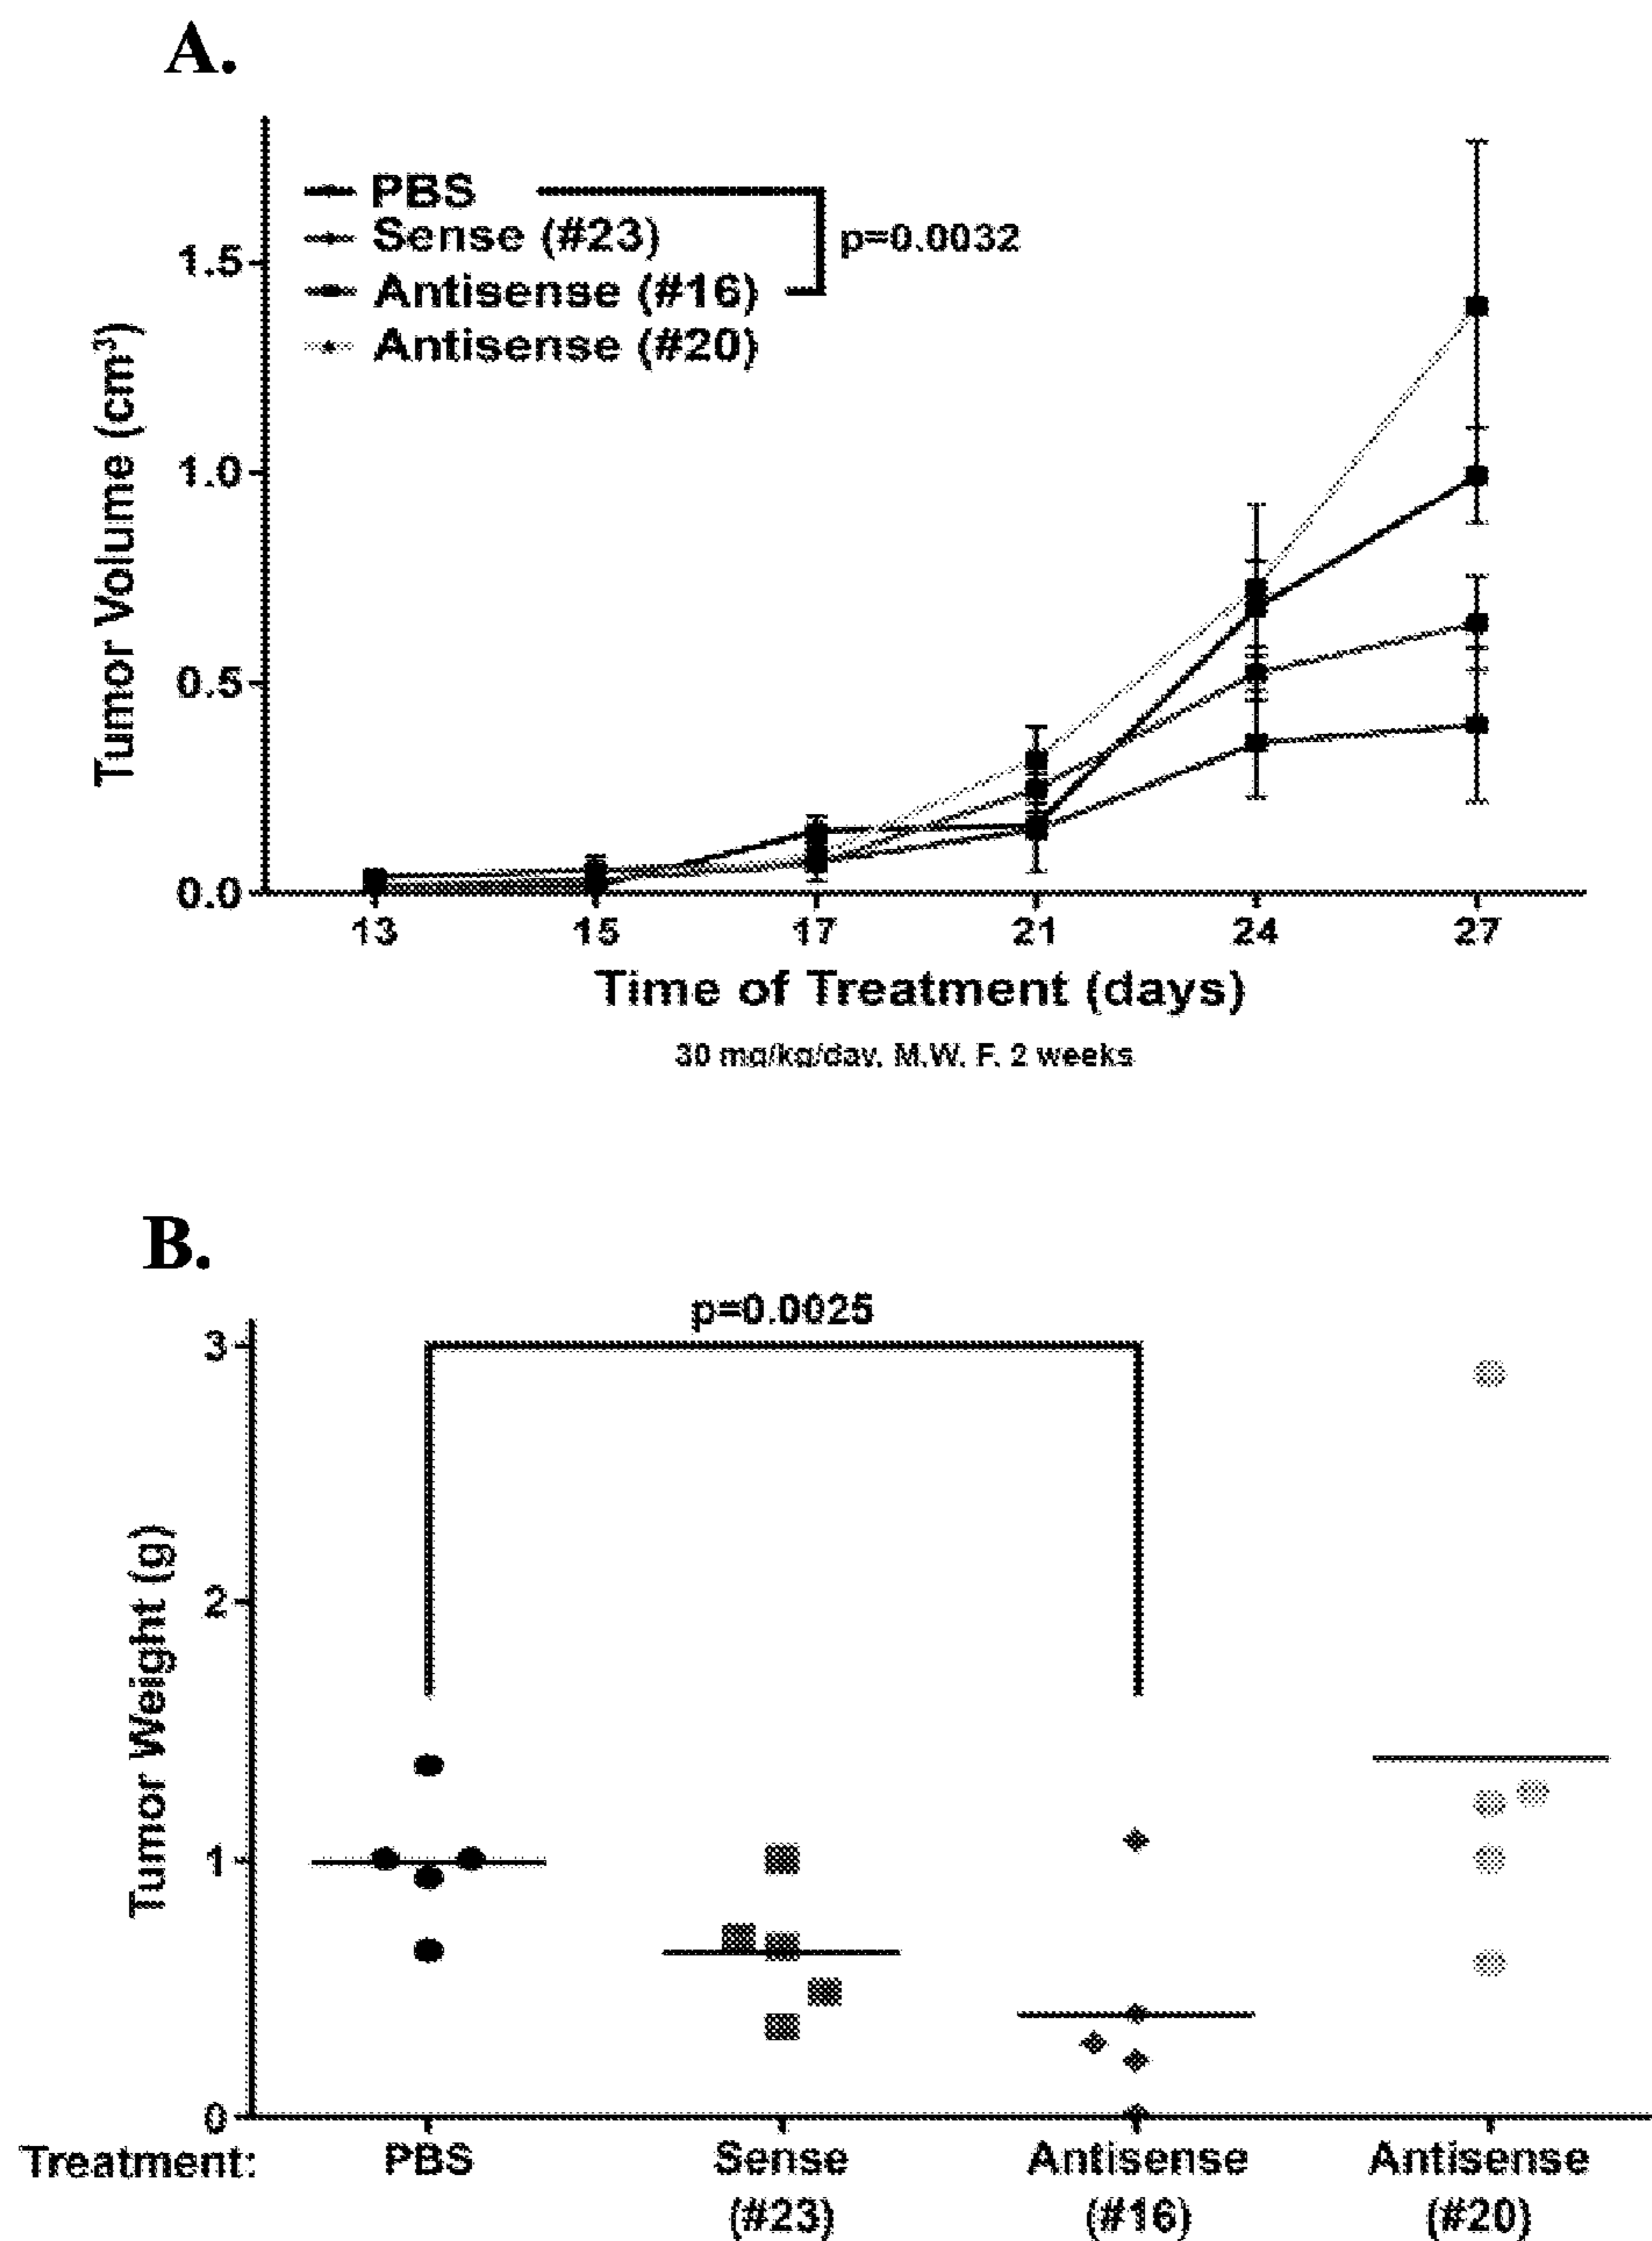 A.
PBS
Sense (#23)
p=0.0032
Antisense (#16)
Antisense (#20)
1.5
1.0
0.5
0.0
Tumor Volume (cm³)
13 15 17 21 24 27
Time of Treatment (days)
30 mg/kg/day. M.W. F. 2 weeks
B.
p=0.0025
3
2
1
0
Tumor Weight (g)
Treatment: PBS Sense Antisense Antisense
(#23) (#16) (#20)